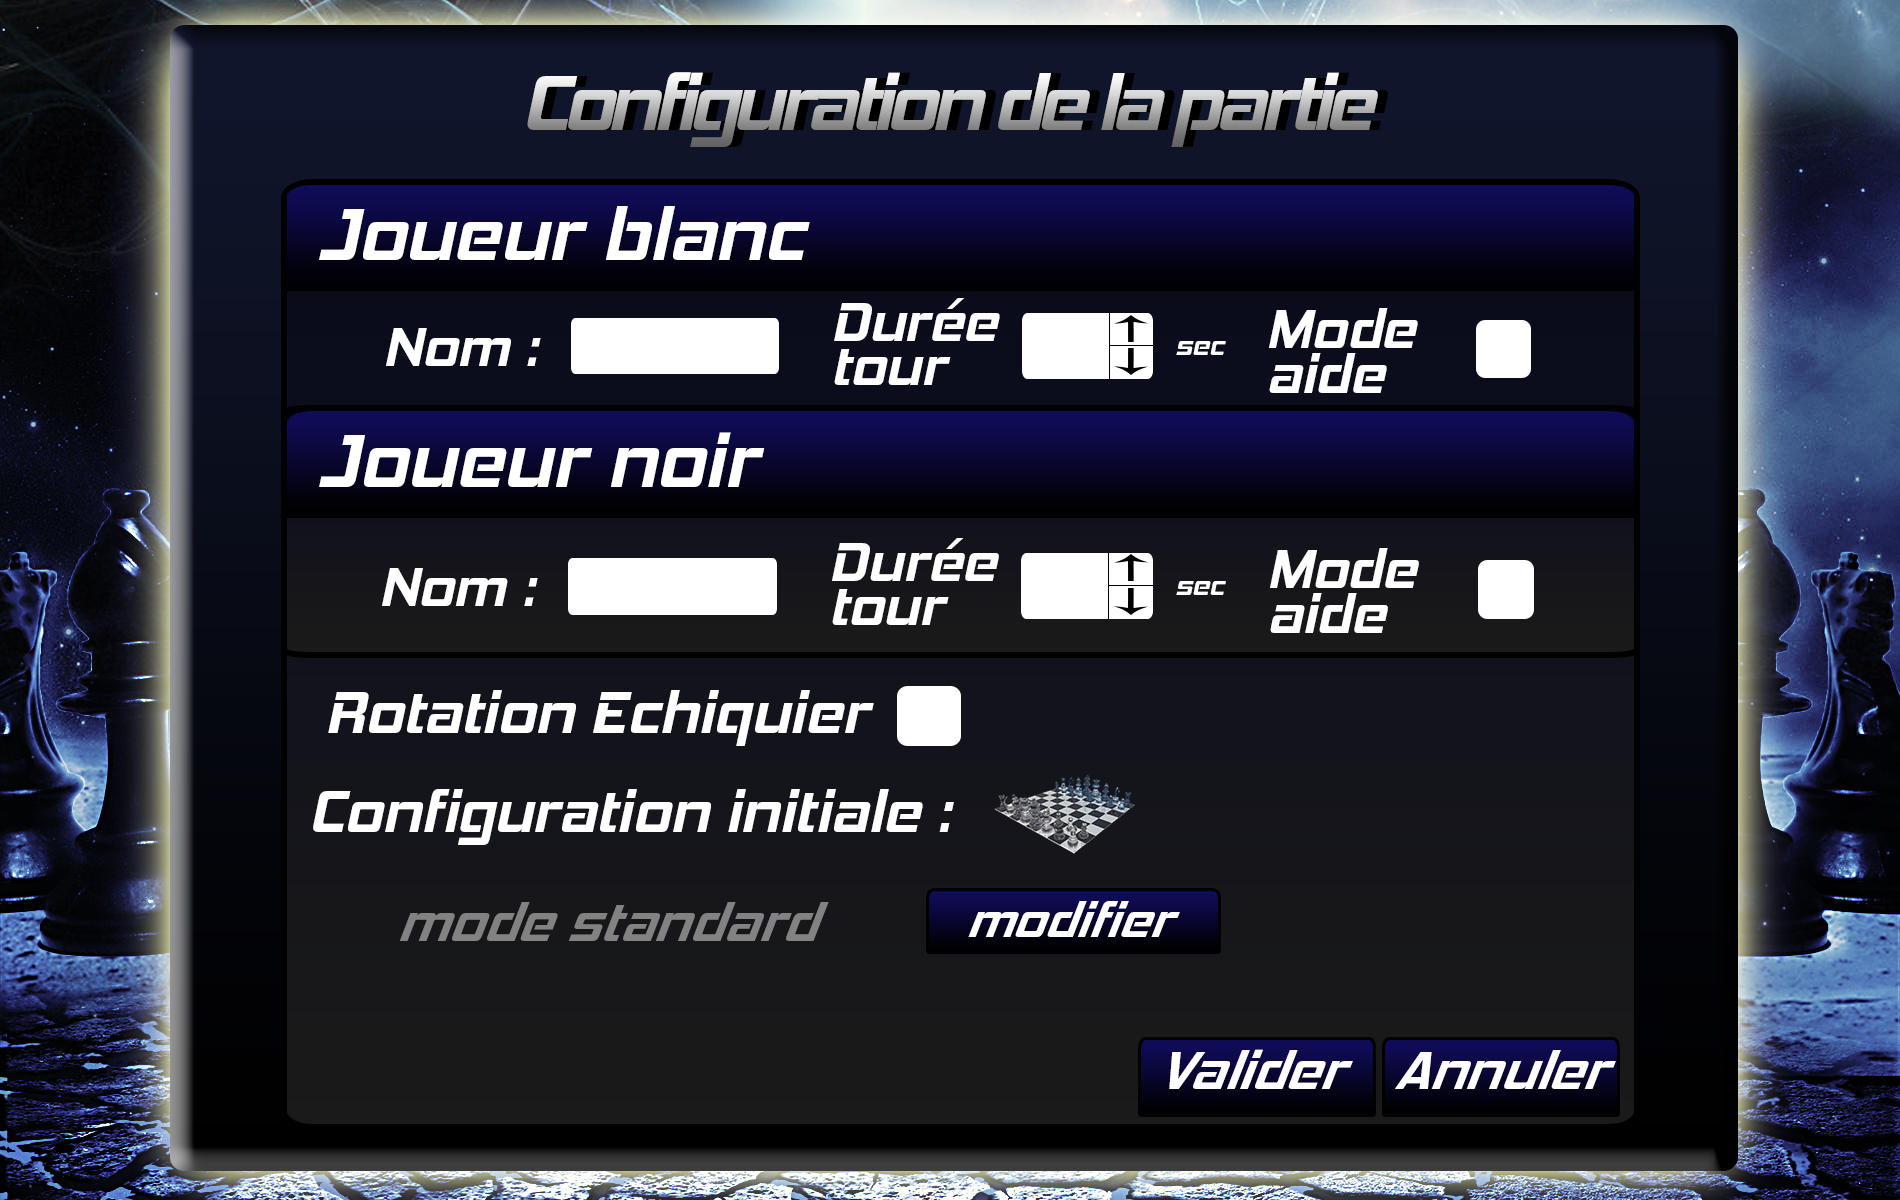 Configuration de la partie
Joueur blanc
Nom :
Durée
tour
sec
Mode
aide
Joueur noir
Nom :
Durée
tour
sec
Mode
aide
Rotation Echiquier
Configuration initiale :
mode standard
modifier
Valider
Annuler